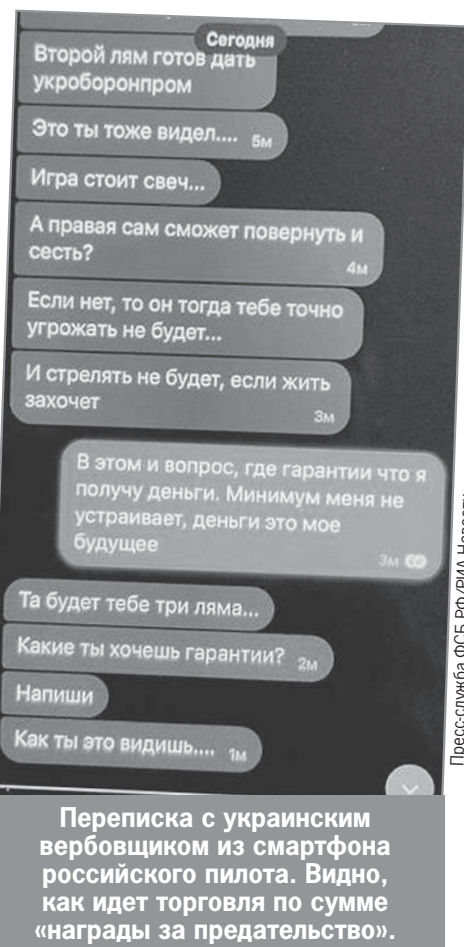 Сегодня
Второй лям готов дать
укроборонпром
Это ты тоже видел.... 5м
Игра стоит свеч...
А правая сам сможет повернуть и
сесть?
4м
Если нет, то он тогда тебе точно
угрожать не будет...
И стрелять не будет, если жить
захочет
3м
В этом и вопрос, где гарантии что я
получу деньги. Минимум меня не
устраивает, деньги это мое
будущее
3м
Та будет тебе три ляма...
Какие ты хочешь гарантии? 2м
Напиши
Как ты это видишь.... 1м
Пресс-служба ФСБ РФ/РИА Новости
Переписка с украинским
вербовщиком из смартфона
российского пилота. Видно,
как идет торговля по сумме
«награды за предательство».